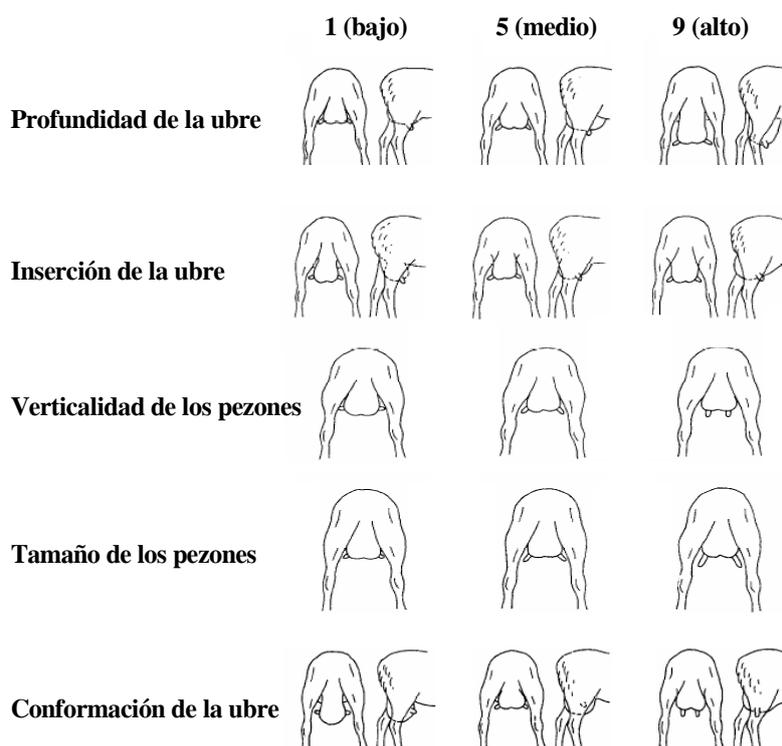 1 (bajo) 5 (medio) 9 (alto)
Profundidad de la ubre
Inserción de la ubre
Verticalidad de los pezones
Tamaño de los pezones
Conformación de la ubre